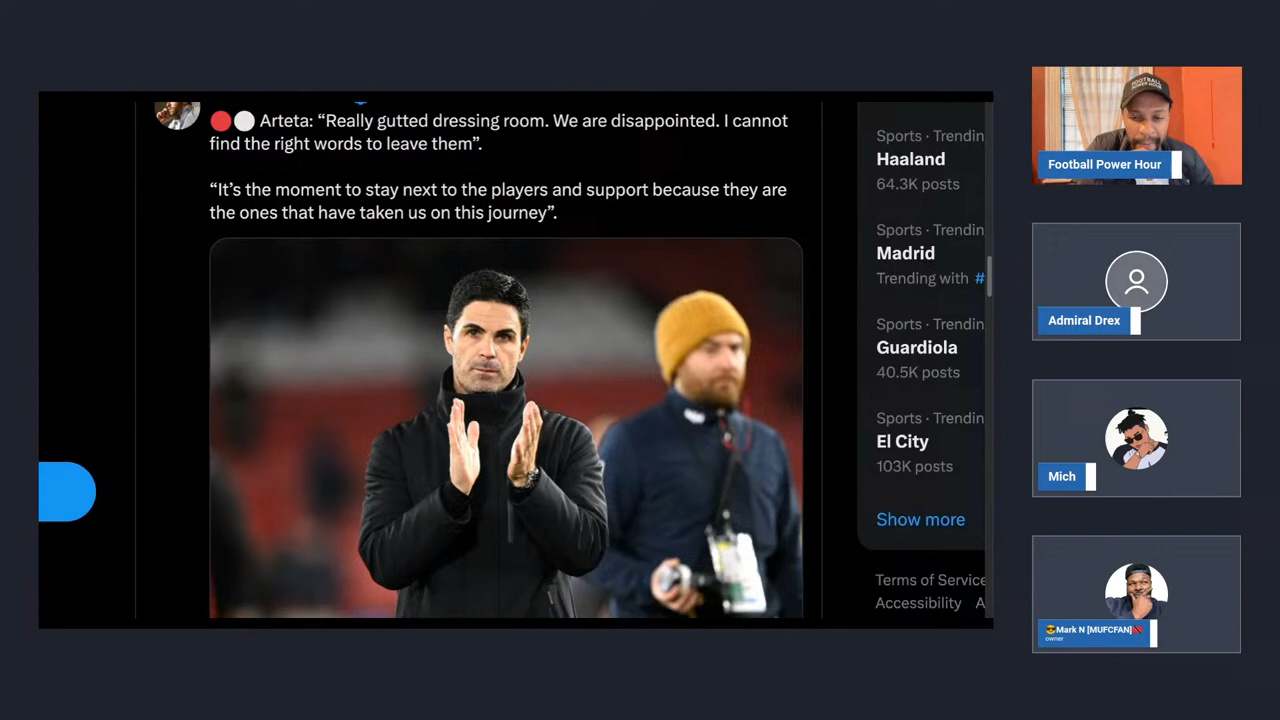 🔴⚪ Arteta: “Really gutted dressing room. We are disappointed. I cannot
find the right words to leave them”.
“It’s the moment to stay next to the players and support because they are
the ones that have taken us on this journey”.
Sports · Trendin
Haaland
64.3K posts
Sports · Trendin
Madrid
Trending with #
Sports · Trendin
Guardiola
40.5K posts
Sports · Trendin
El City
103K posts
Show more
Terms of Service
Accessibility A
FOOTBALL
POWER HOUR
Football Power Hour
Admiral Drex
Mich
😎Mark N [MUFCFAN]🇹🇹
owner